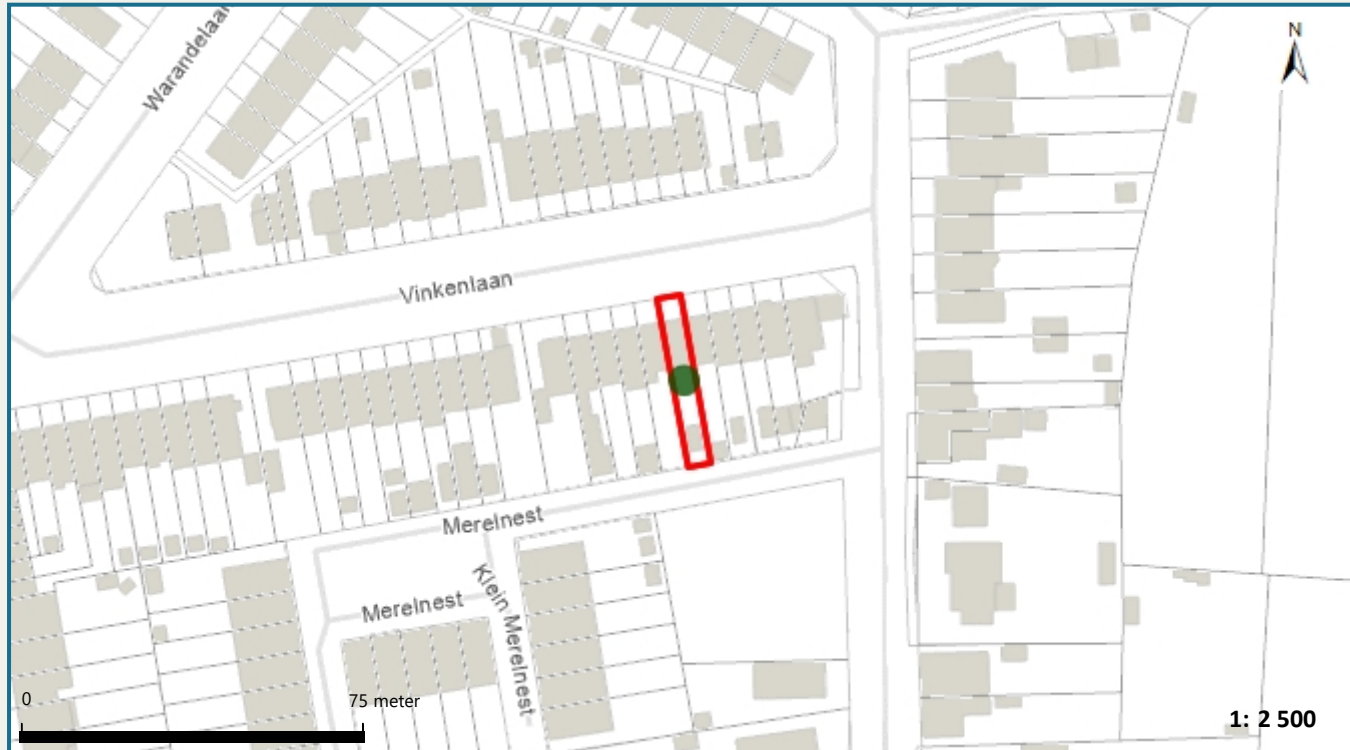 Warandelaan
N
Vinkenlaan
Merelnest
Klein Merelnest
Merelnest
0
75 meter
1: 2 500